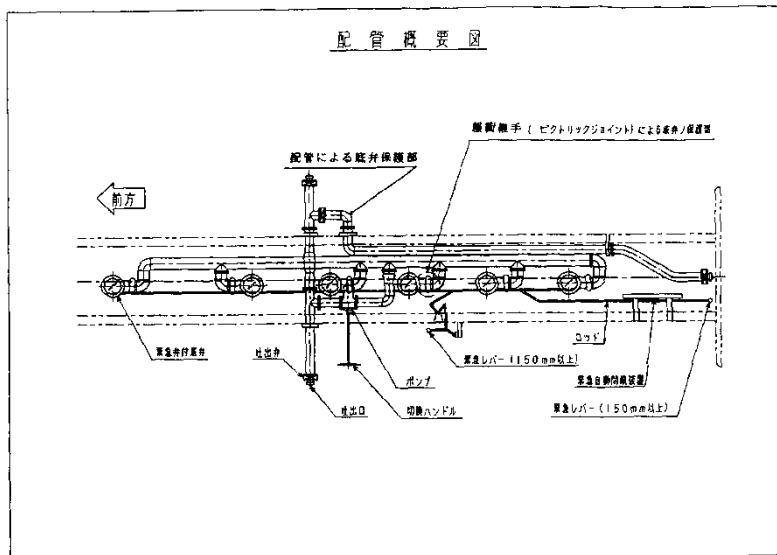 配管概要図
緩衝継手(ビクトリックジョイント)による底弁ノ保護部
配管による底弁保護部
前方
ロッド
緊急弁付底弁
緊急レバー(150mm以上)
吐出弁
ポンプ
緊急自動閉鎖装置
吐出口
切換ハンドル
緊急レバー(150mm以上)